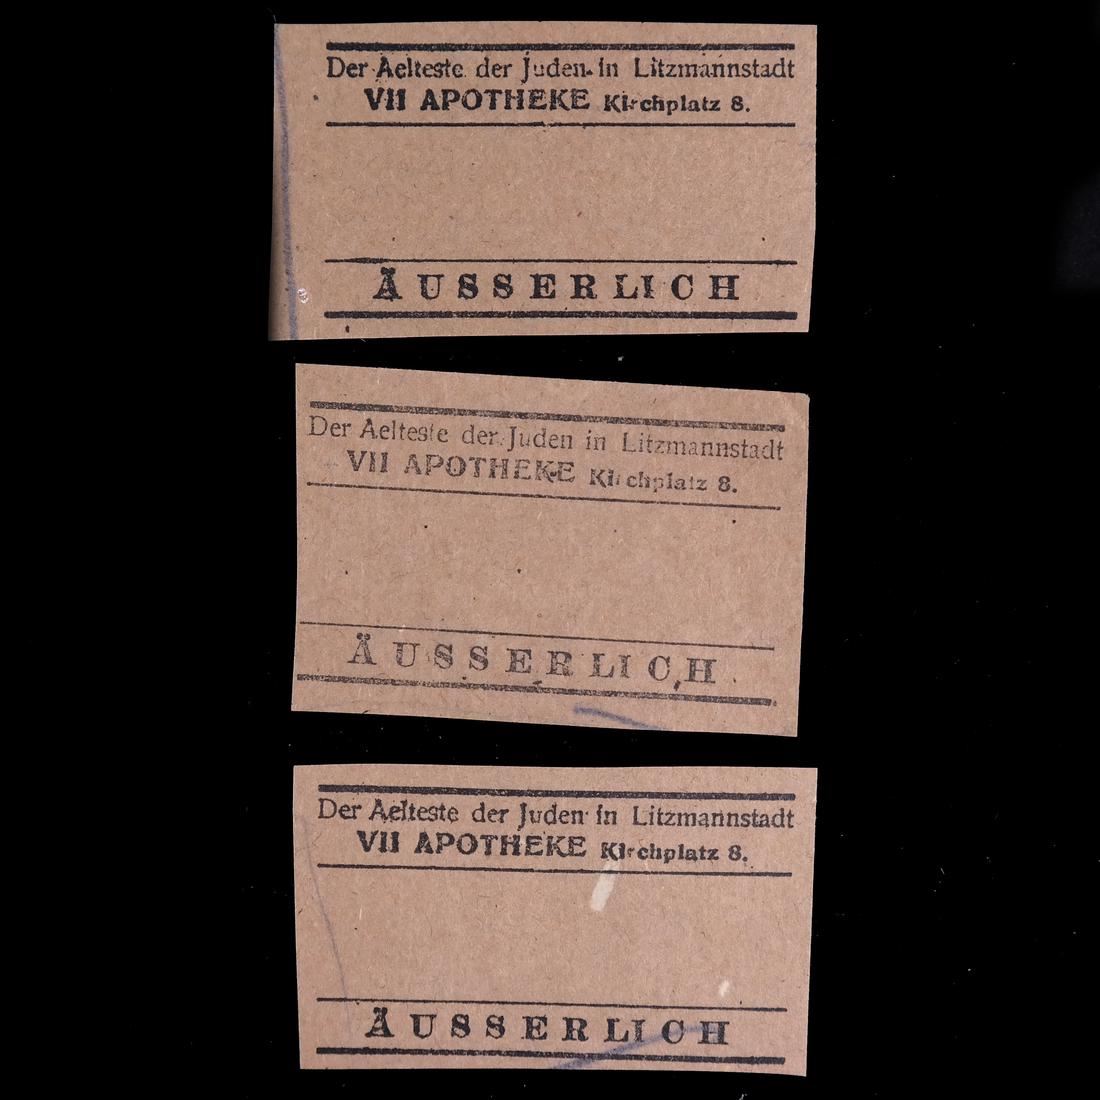 Der Aelteste der Juden in Litzmannstadt
VII APOTHEKE Kirchplatz 8.
ÄUSSERLICH
Der Aelteste der Juden in Litzmannstadt
VII APOTHEKE Kirchplatz 8.
ÄUSSERLICH
Der Aelteste der Juden in Litzmannstadt
VII APOTHEKE Kirchplatz 8.
ÄUSSERLICH